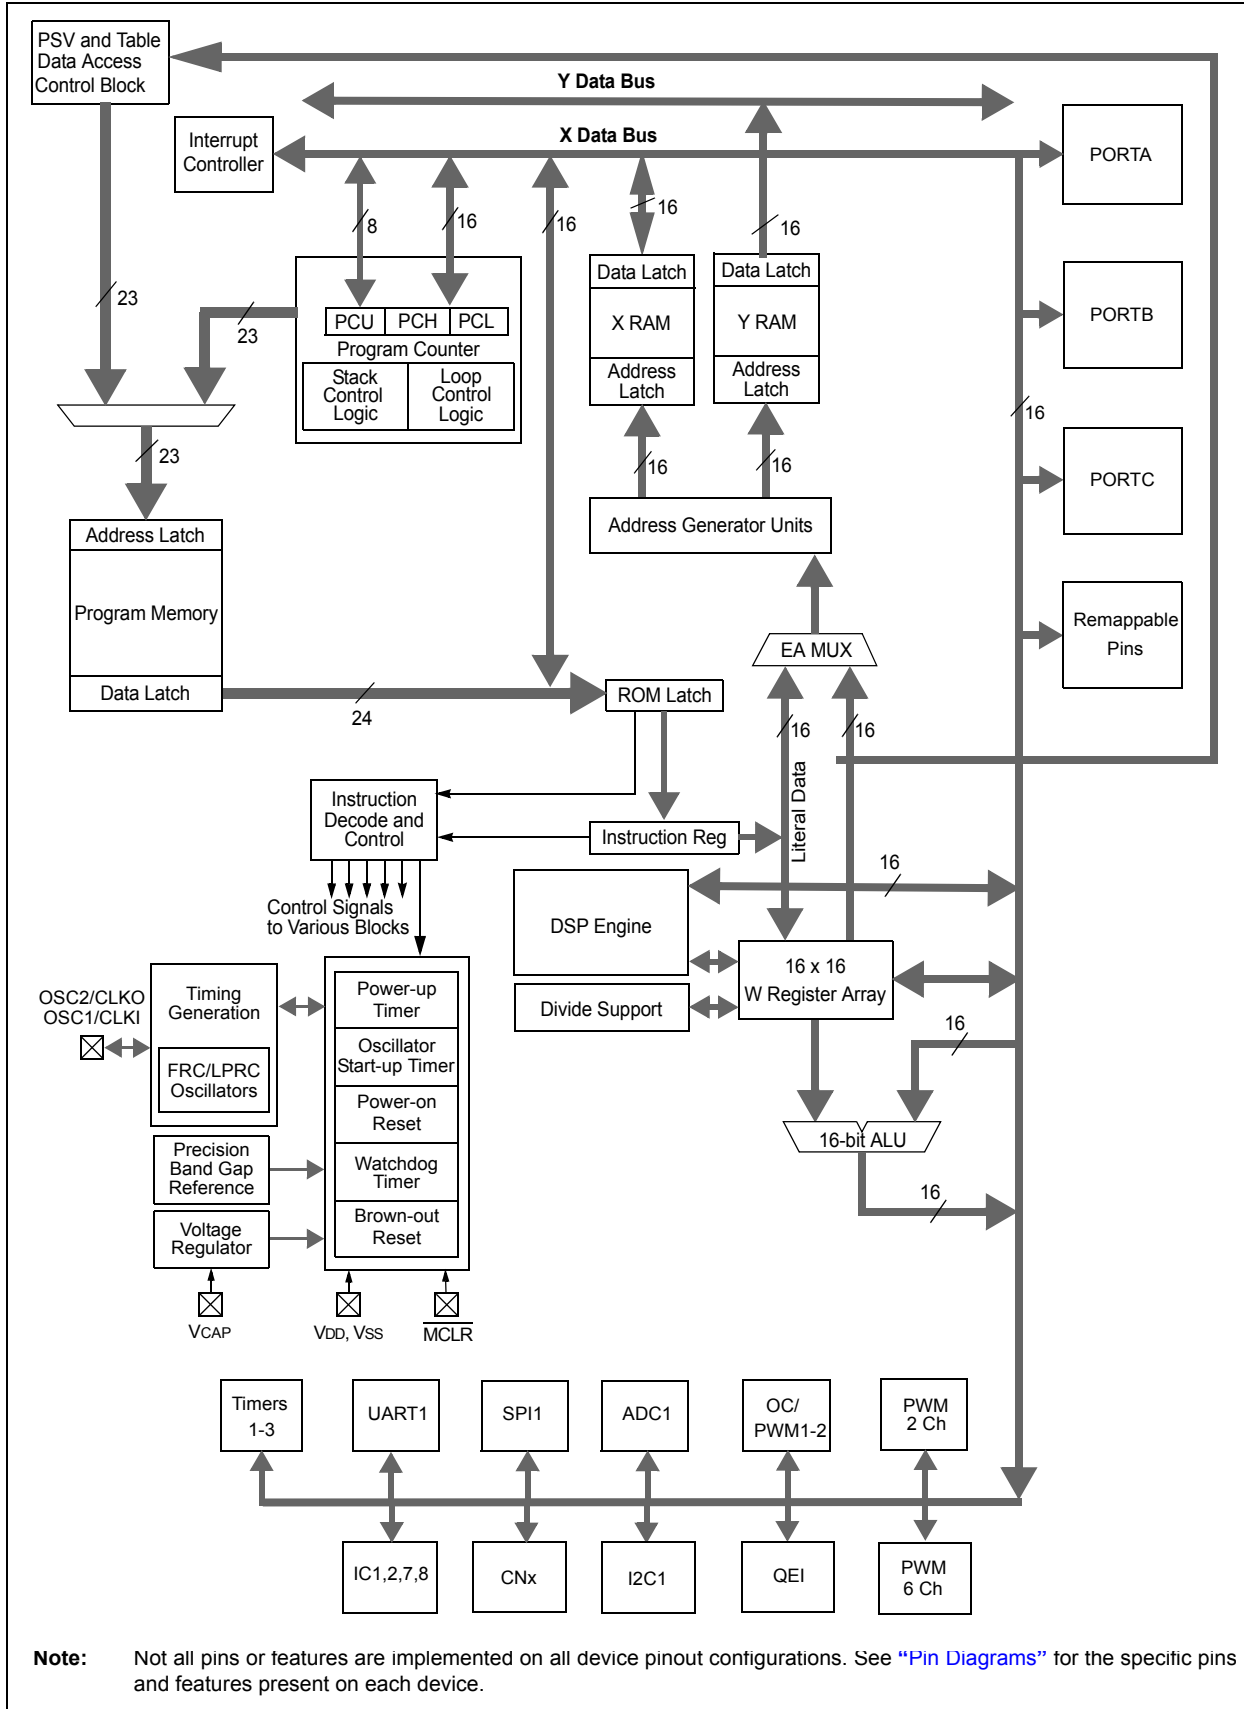 PSV and Table
Data Access
Control Block
Y Data Bus
Interrupt
Controller
X Data Bus
PORTA
8
16
16
16
16
Data Latch
X RAM
Address
Latch
Data Latch
Y RAM
Address
Latch
23
23
PCU PCH PCL
Program Counter
Stack
Control
Logic
Loop
Control
Logic
PORTB
16
23
16
16
PORTC
Address Latch
Program Memory
Data Latch
Address Generator Units
Remappable
Pins
EA MUX
24
ROM Latch
16
16
Literal Data
Instruction
Decode and
Control
Instruction Reg
16
Control Signals
to Various Blocks
DSP Engine
16 x 16
W Register Array
Divide Support
OSC2/CLKO
OSC1/CLKI
Timing
Generation
FRC/LPRC
Oscillators
Power-up
Timer
Oscillator
Start-up Timer
Power-on
Reset
Watchdog
Timer
Brown-out
Reset
16
16-bit ALU
16
Precision
Band Gap
Reference
Voltage
Regulator
VCAP
VDD, VSS
MCLR
Timers
1-3
UART1
SPI1
ADC1
OC/
PWM1-2
PWM
2 Ch
IC1,2,7,8
CNx
I2C1
QEI
PWM
6 Ch
Note: Not all pins or features are implemented on all device pinout configurations. See “Pin Diagrams” for the specific pins
and features present on each device.